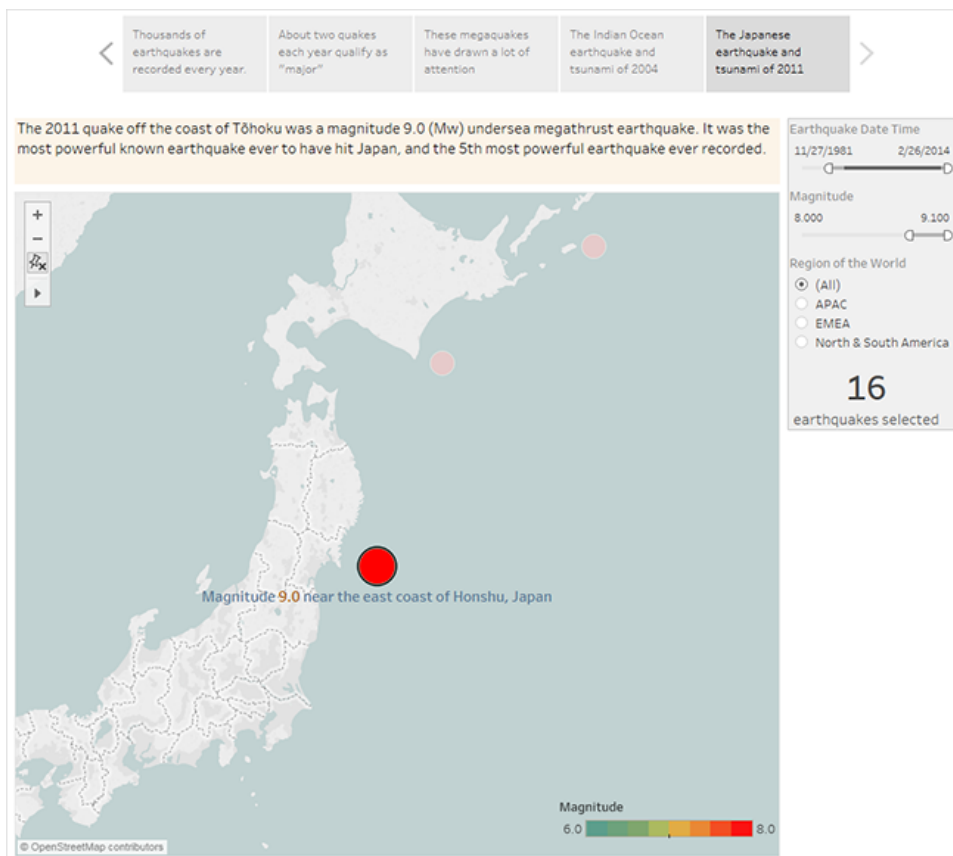 Thousands of
earthquakes are
recorded every year.
About two quakes
each year qualify as
"major"
These megaquakes
have drawn a lot of
attention
The Indian Ocean
earthquake and
tsunami of 2004
The Japanese
earthquake and
tsunami of 2011
The 2011 quake off the coast of Tōhoku was a magnitude 9.0 (Mw) undersea megathrust earthquake. It was the
most powerful known earthquake ever to have hit Japan, and the 5th most powerful earthquake ever recorded.
Earthquake Date Time
11/27/1981 2/26/2014
Magnitude
8.000 9.100
Region of the World
(All)
APAC
EMEA
North & South America
16
earthquakes selected
Magnitude 9.0 near the east coast of Honshu, Japan
Magnitude
6.0 8.0
© OpenStreetMap contributors